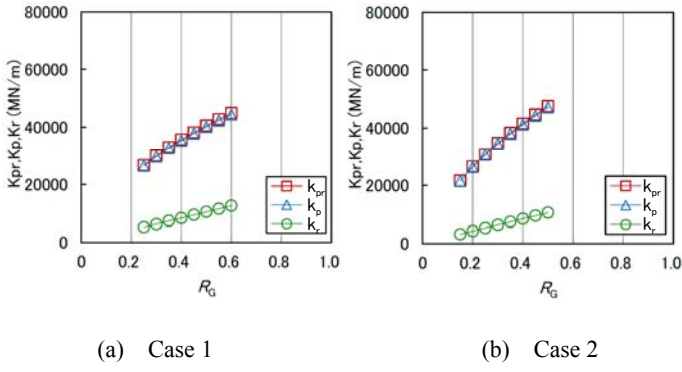 80000
60000
40000
20000
0
Kpr,Kp,Kr (MN/m)
kpr
kp
kr
0 0.2 0.4 0.6 0.8 1.0
RG
(a) Case 1
80000
60000
40000
20000
0
Kpr,Kp,Kr (MN/m)
kpr
kp
kr
0 0.2 0.4 0.6 0.8 1.0
RG
(b) Case 2